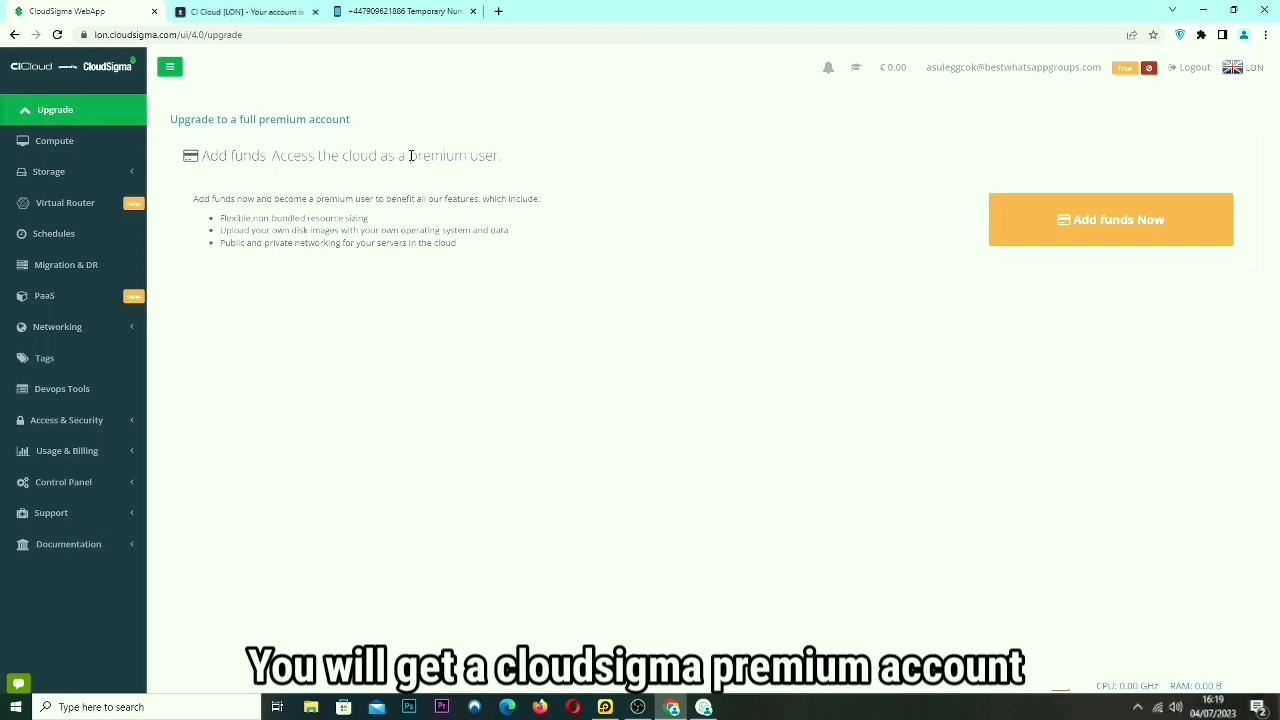 CloudSigma WebApp
CI Cloud [LON] - Your account is
+447909621886 Temporary Num
lon.cloudsigma.com/ui/4.0/upgrade
CICloud CloudSigma
€ 0.00
asuleggcok@bestwhatsappgroups.com
Trial
Logout
LON
Upgrade
Compute
Storage
Virtual Router
new
Schedules
Migration & DR
PaaS
new
Networking
Tags
Devops Tools
Access & Security
Usage & Billing
Control Panel
Support
Documentation
Upgrade to a full premium account
Add funds Access the cloud as a premium user.
Add funds now and become a premium user to benefit all our features, which include:
Flexible non-bundled resource sizing
Upload your own disk images with your own operating system and data
Public and private networking for your servers in the cloud
Add funds Now
You will get a cloudsigma premium account
CPU: 0.00 GHz
RAM: 0.00 B
Type here to search
16:19
04/07/2023
2